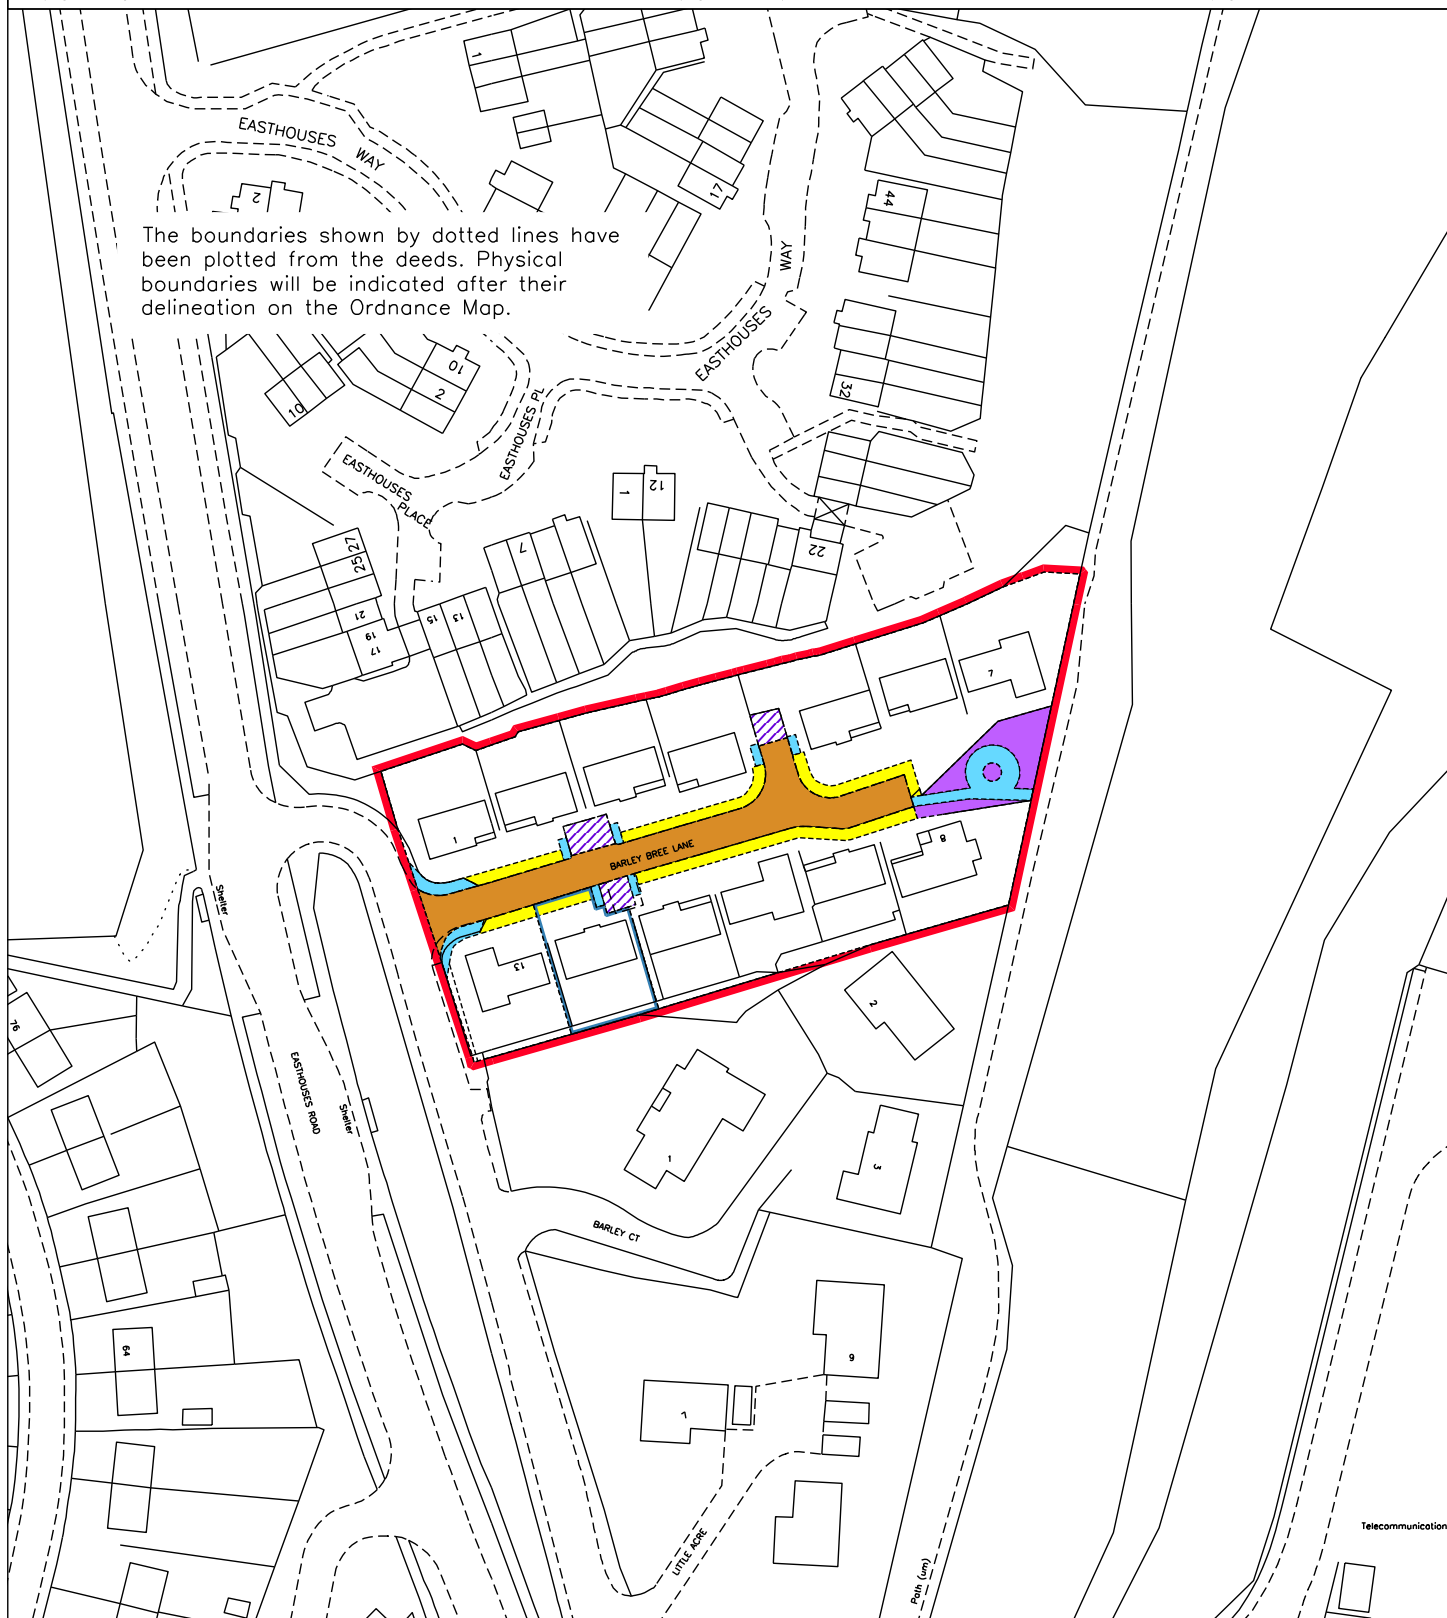 EASTHOUSES
WAY
1
17
2
44
The boundaries shown by dotted lines have
been plotted from the deeds. Physical
boundaries will be indicated after their
delineation on the Ordnance Map.
WAY
EASTHOUSES
10
2
10
32
EASTHOUSES PL
EASTHOUSES
PLACE
1
12
22
7
25
27
21
19
17
15
13
7
BARLEY BREE LANE
1
8
13
Shelter
76
2
EASTHOUSES ROAD
Shelter
1
3
BARLEY CT
64
9
7
LITTLE ACRE
Path (um)
Telecommunication